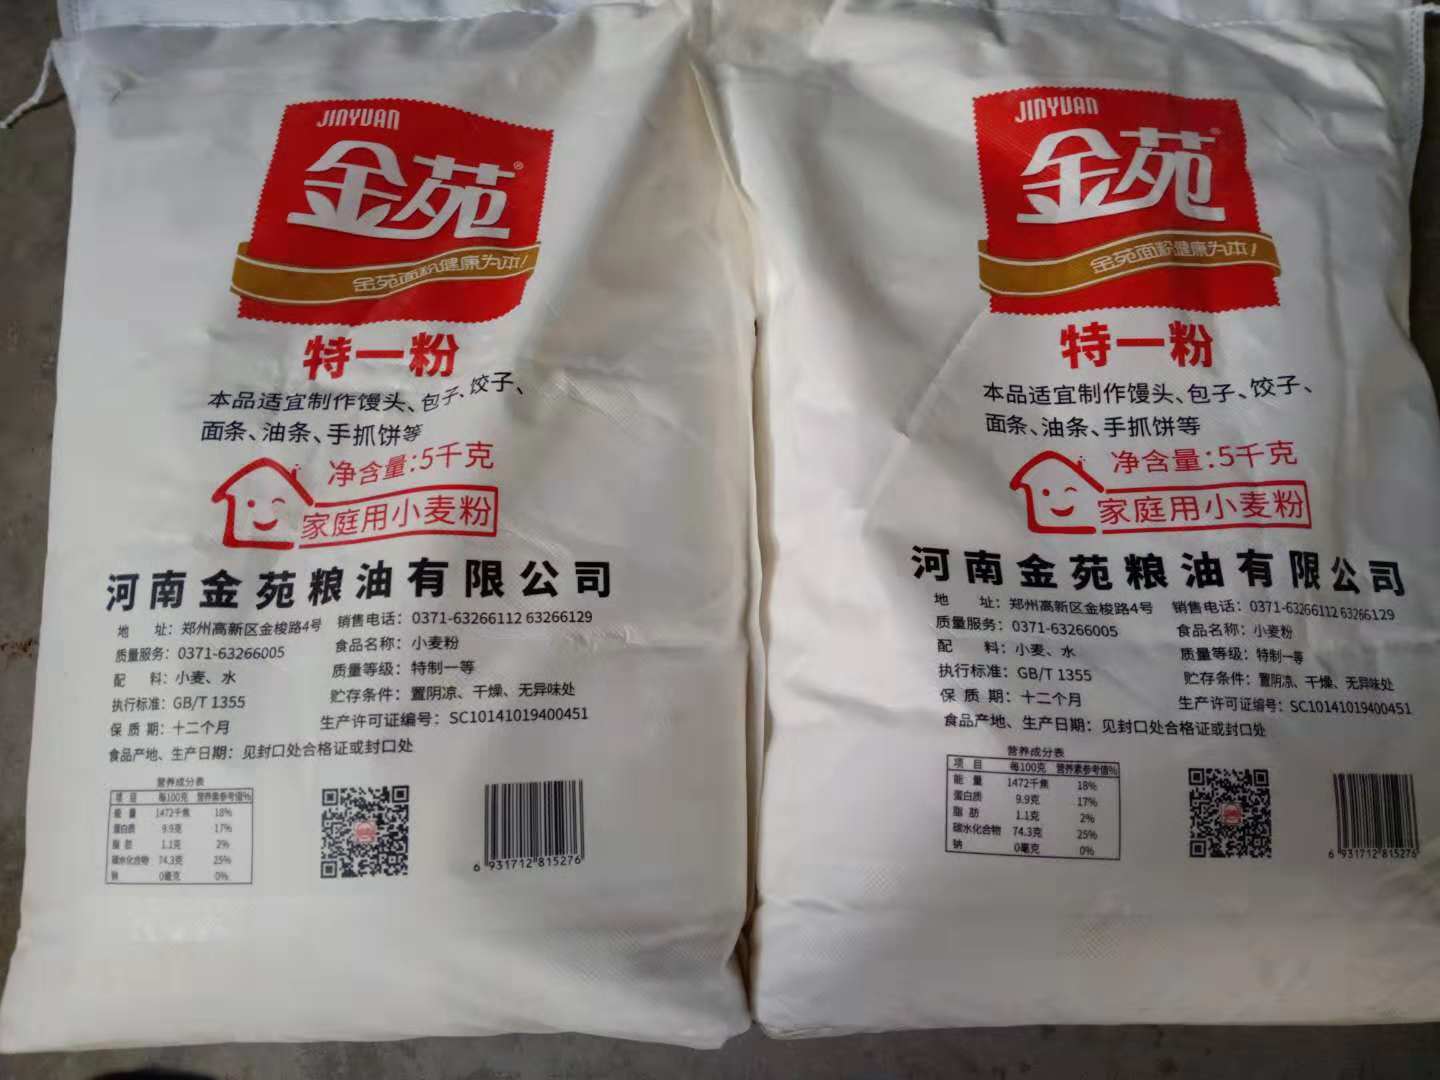 JINYUAN
金苑®
金苑面粉健康为本！
特一粉
本品适宜制作馒头、包子、饺子、
面条、油条、手抓饼等
净含量：5千克
家庭用小麦粉
河南金苑粮油有限公司
地 址：郑州高新区金梭路4号 销售电话：0371-63266112 63266129
质量服务：0371-63266005 食品名称：小麦粉
配 料：小麦、水 质量等级：特制一等
执行标准：GB/T 1355 贮存条件：置阴凉、干燥、无异味处
保 质 期：十二个月 生产许可证编号：SC10141019400451
食品产地、生产日期：见封口处合格证或封口处
营养成分表
项 目 每100克 营养素参考值%
能 量 1472千焦 18%
蛋白质 9.9克 17%
脂 肪 1.1克 2%
碳水化合物 74.3克 25%
钠 0毫克 0%
6 931712 815276
JINYUAN
金苑®
金苑面粉健康为本！
特一粉
本品适宜制作馒头、包子、饺子、
面条、油条、手抓饼等
净含量：5千克
家庭用小麦粉
河南金苑粮油有限公司
地 址：郑州高新区金梭路4号 销售电话：0371-63266112 63266129
质量服务：0371-63266005 食品名称：小麦粉
配 料：小麦、水 质量等级：特制一等
执行标准：GB/T 1355 贮存条件：置阴凉、干燥、无异味处
保 质 期：十二个月 生产许可证编号：SC10141019400451
食品产地、生产日期：见封口处合格证或封口处
营养成分表
项 目 每100克 营养素参考值%
能 量 1472千焦 18%
蛋白质 9.9克 17%
脂 肪 1.1克 2%
碳水化合物 74.3克 25%
钠 0毫克 0%
6 931712 815276